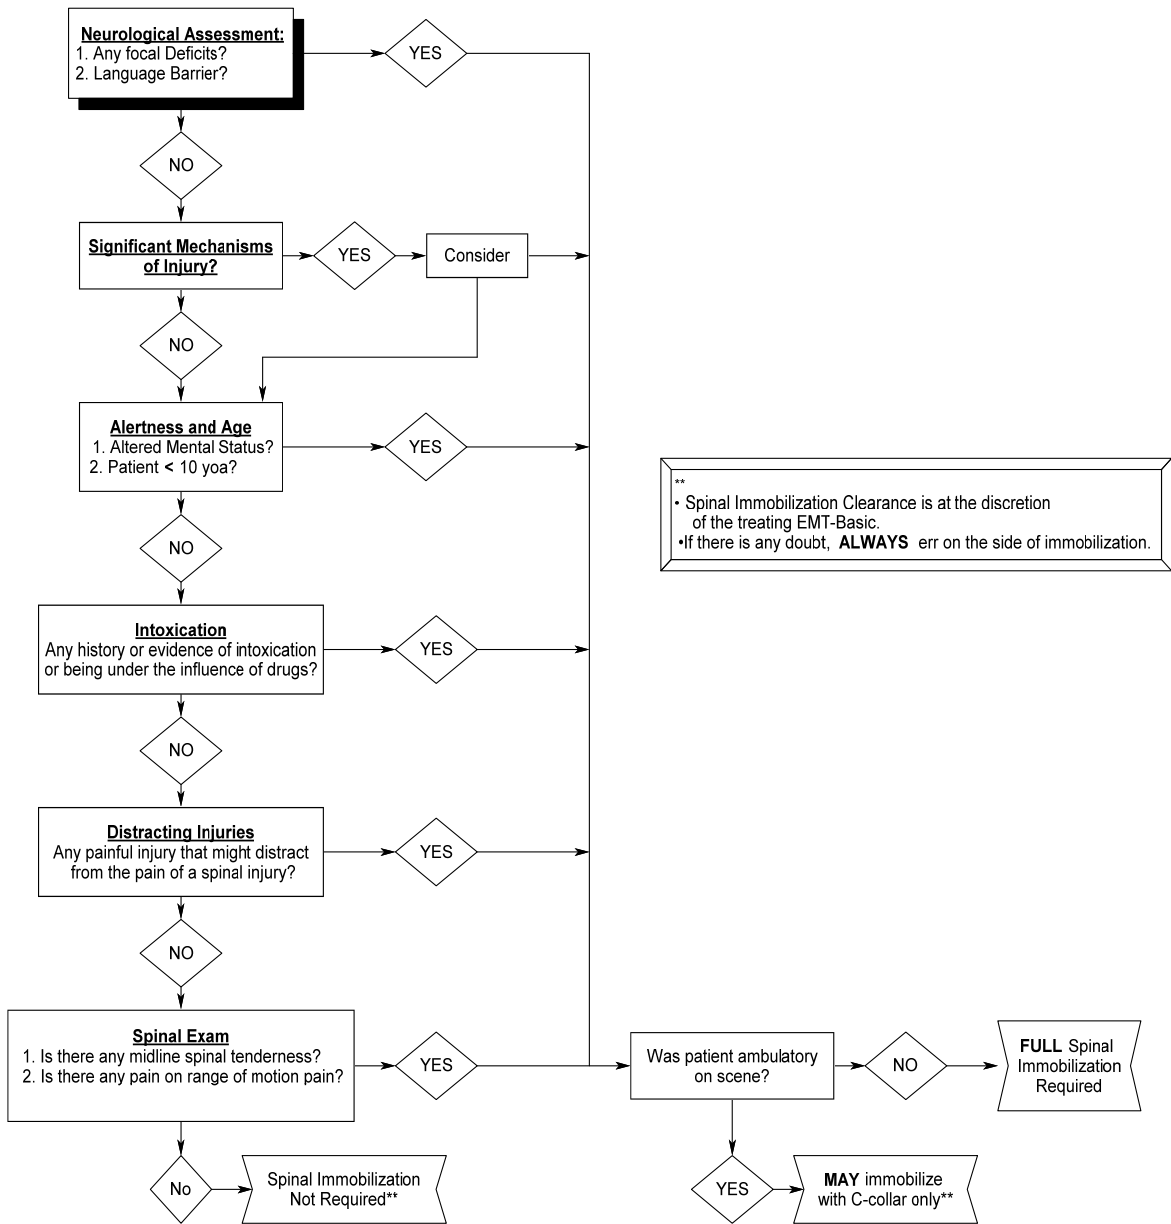 Neurological Assessment:
1. Any focal Deficits?
2. Language Barrier?
YES
NO
Significant Mechanisms
of Injury?
YES
Consider
NO
Alertness and Age
1. Altered Mental Status?
2. Patient < 10 yoa?
YES
**
• Spinal Immobilization Clearance is at the discretion
of the treating EMT-Basic.
•If there is any doubt, ALWAYS err on the side of immobilization.
NO
Intoxication
Any history or evidence of intoxication
or being under the influence of drugs?
YES
NO
Distracting Injuries
Any painful injury that might distract
from the pain of a spinal injury?
YES
NO
Spinal Exam
1. Is there any midline spinal tenderness?
2. Is there any pain on range of motion pain?
YES
Was patient ambulatory
on scene?
NO
FULL Spinal
Immobilization
Required
No
Spinal Immobilization
Not Required**
YES
MAY immobilize
with C-collar only**